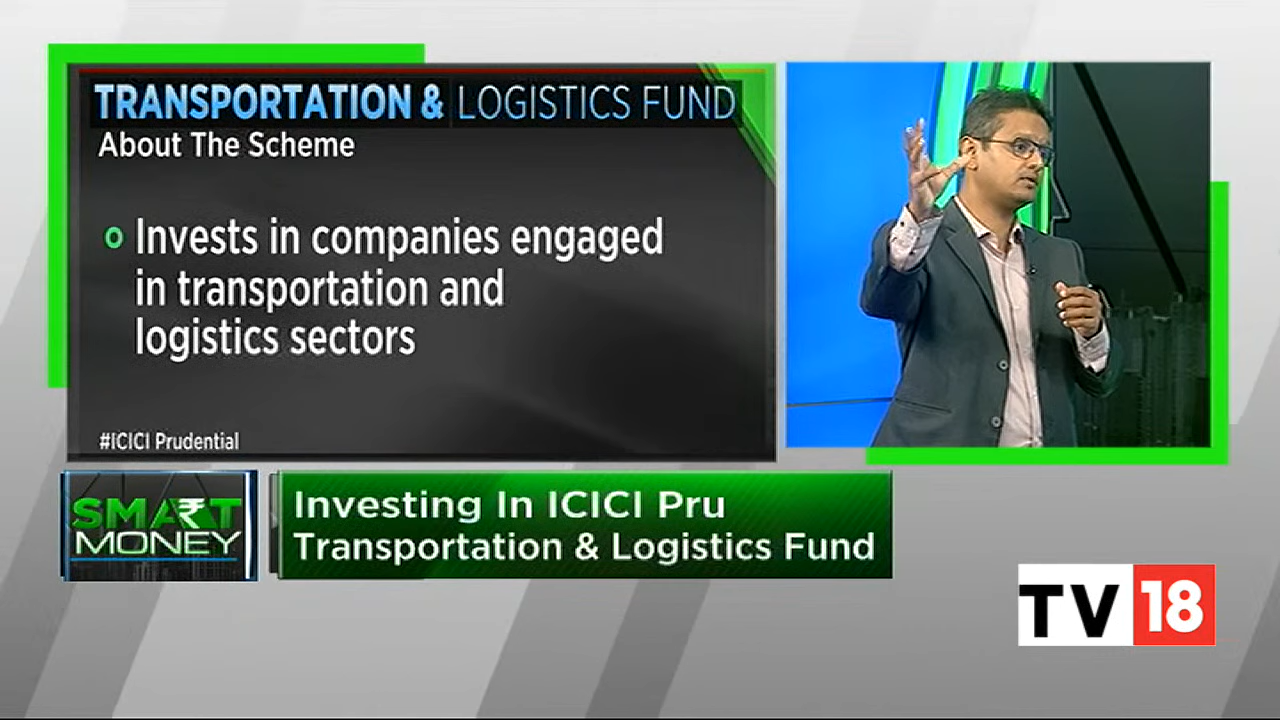 TRANSPORTATION & LOGISTICS FUND
About The Scheme
Invests in companies engaged
in transportation and
logistics sectors
#ICICI Prudential
SMA₹T
MONEY
Investing In ICICI Pru
Transportation & Logistics Fund
TV18